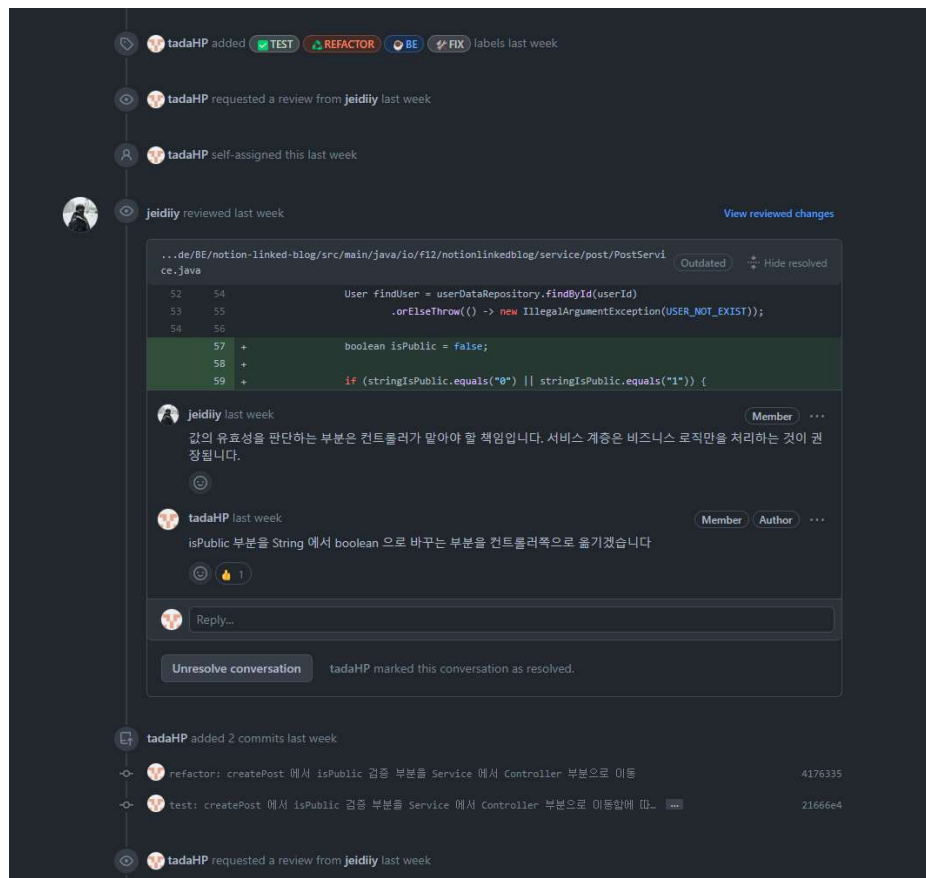 tadaHP added TEST REFACTOR BE FIX labels last week
tadaHP requested a review from jeidiiy last week
tadaHP self-assigned this last week
jeidiiy reviewed last week View reviewed changes
...de/BE/notion-linked-blog/src/main/java/io/f12/notionlinkedblog/service/post/PostServi
ce.java Outdated Hide resolved
52 54 User findUser = userDataRepository.findById(userId)
53 55 .orElseThrow(() -> new IllegalArgumentException(USER_NOT_EXIST));
54 56
57 + boolean isPublic = false;
58 +
59 + if (stringIsPublic.equals("0") || stringIsPublic.equals("1")) {
jeidiiy last week Member ...
값의 유효성을 판단하는 부분은 컨트롤러가 맡아야 할 책임입니다. 서비스 계층은 비즈니스 로직만을 처리하는 것이 권
장됩니다.
tadaHP last week Member Author ...
isPublic 부분을 String 에서 boolean 으로 바꾸는 부분을 컨트롤러쪽으로 옮기겠습니다
1
Reply...
Unresolve conversation tadaHP marked this conversation as resolved.
tadaHP added 2 commits last week
refactor: createPost 에서 isPublic 검증 부분을 Service 에서 Controller 부분으로 이동 4176335
test: createPost 에서 isPublic 검증 부분을 Service 에서 Controller 부분으로 이동함에 따… ... 21666e4
tadaHP requested a review from jeidiiy last week